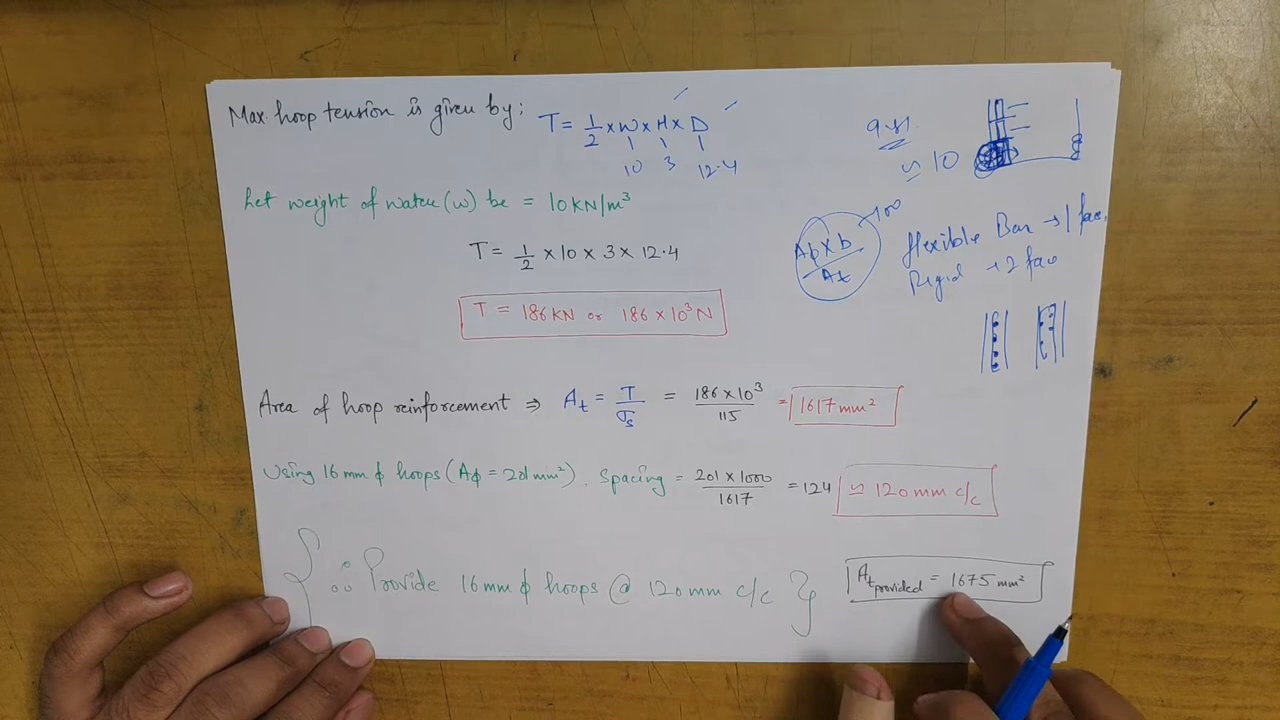 Max hoop tension is given by:
T = 1/2 × W × H × D
10 3 12.4
9.81
≈ 10
Let weight of water (w) be = 10 KN/m³
T = 1/2 × 10 × 3 × 12.4
T = 186 KN or 186 × 10³ N
100
Ab × b
At
flexible Bar → 1 face
Rigid → 2 face
Area of hoop reinforcement ⇒ At = T/σs = 186 × 10³/115 = 1617 mm²
Using 16 mm ϕ hoops (Aϕ = 201 mm²). Spacing = 201 × 1000/1617 = 124 ≈ 120 mm c/c
∴ Provide 16 mm ϕ hoops @ 120 mm c/c
At provided = 1675 mm²